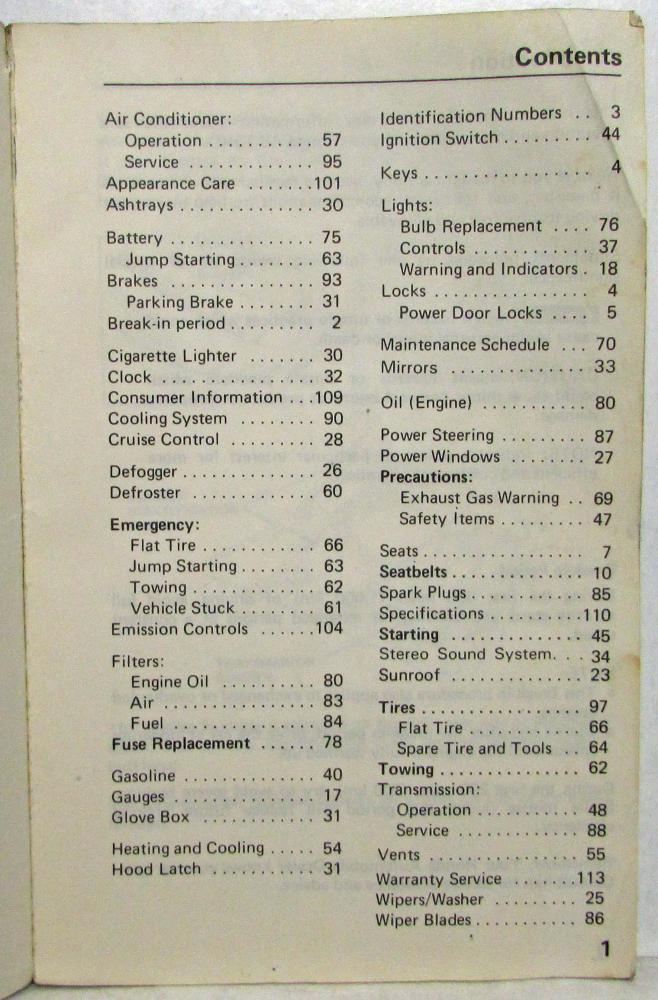 Contents
Air Conditioner:
Operation . . . . . . . . . . 57
Service . . . . . . . . . . . . 95
Appearance Care . . . . . . .101
Ashtrays . . . . . . . . . . . . . 30
Battery . . . . . . . . . . . . . . 75
Jump Starting . . . . . . . . 63
Brakes . . . . . . . . . . . . . . 93
Parking Brake . . . . . . . . 31
Break-in period . . . . . . . . . 2
Cigarette Lighter . . . . . . . 30
Clock . . . . . . . . . . . . . . . 32
Consumer Information . . .109
Cooling System . . . . . . . . 90
Cruise Control . . . . . . . . . 28
Defogger . . . . . . . . . . . . . 26
Defroster . . . . . . . . . . . . 60
Emergency:
Flat Tire . . . . . . . . . . . . 66
Jump Starting . . . . . . . . 63
Towing . . . . . . . . . . . . 62
Vehicle Stuck . . . . . . . . 61
Emission Controls . . . . . .104
Filters:
Engine Oil . . . . . . . . . . 80
Air . . . . . . . . . . . . . . . 83
Fuel . . . . . . . . . . . . . . 84
Fuse Replacement . . . . . . 78
Gasoline . . . . . . . . . . . . . 40
Gauges . . . . . . . . . . . . . . 17
Glove Box . . . . . . . . . . . 31
Heating and Cooling . . . . . 54
Hood Latch . . . . . . . . . . . 31
Identification Numbers . . 3
Ignition Switch . . . . . . . . . 44
Keys . . . . . . . . . . . . . . . . 4
Lights:
Bulb Replacement . . . . 76
Controls . . . . . . . . . . . . 37
Warning and Indicators . 18
Locks . . . . . . . . . . . . . . . 4
Power Door Locks . . . . 5
Maintenance Schedule . . . 70
Mirrors . . . . . . . . . . . . . 33
Oil (Engine) . . . . . . . . . . 80
Power Steering . . . . . . . . . 87
Power Windows . . . . . . . . 27
Precautions:
Exhaust Gas Warning . . 69
Safety Items . . . . . . . . . 47
Seats . . . . . . . . . . . . . . . 7
Seatbelts . . . . . . . . . . . . . 10
Spark Plugs . . . . . . . . . . . 85
Specifications . . . . . . . . . .110
Starting . . . . . . . . . . . . . 45
Stereo Sound System. . . 34
Sunroof . . . . . . . . . . . . . 23
Tires . . . . . . . . . . . . . . . . 97
Flat Tire . . . . . . . . . . . . 66
Spare Tire and Tools . . 64
Towing . . . . . . . . . . . . . . 62
Transmission:
Operation . . . . . . . . . . . 48
Service . . . . . . . . . . . . 88
Vents . . . . . . . . . . . . . . . 55
Warranty Service . . . . . . .113
Wipers/Washer . . . . . . . . . 25
Wiper Blades . . . . . . . . . . . 86
1